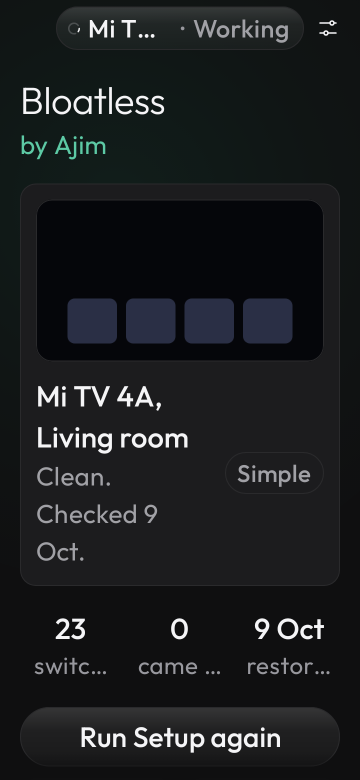 Mi T… · Working
Bloatless
by Ajim
Mi TV 4A,
Living room
Clean.
Checked 9
Oct.
Simple
23 0 9 Oct
switc… came … restor…
Run Setup again